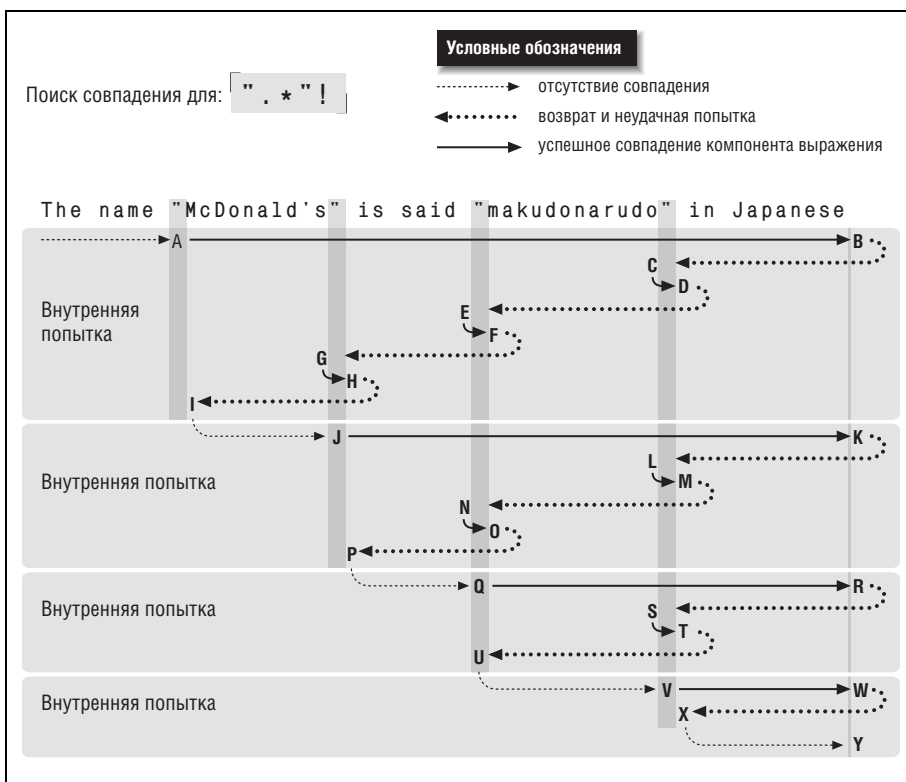 Условные обозначения
Поиск совпадения для: ".*"!
отсутствие совпадения
возврат и неудачная попытка
успешное совпадение компонента выражения
The name "McDonald's" is said "makudonarudo" in Japanese
A B
C
D
Внутренняя
попытка
E
F
G
H
I
J K
L
M
Внутренняя попытка
N
O
P
Q R
Внутренняя попытка
S
T
U
V W
Внутренняя попытка
X
Y